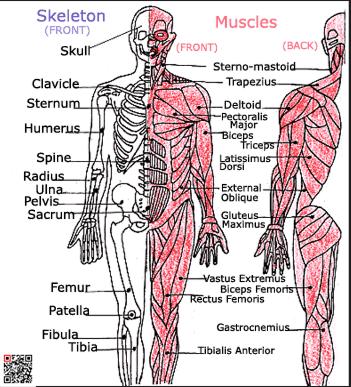 Skeleton
(FRONT)
Skull
Clavicle
Sternum
Humerus
Spine
Radius
Ulna
Pelvis
Sacrum
Femur
Patella
Fibula
Tibia
Muscles
(FRONT)
(BACK)
Sterno-mastoid
Trapezius
Deltoid
Pectoralis
Major
Biceps
Triceps
Latissimus
Dorsi
External
Oblique
Gluteus
Maximus
Vastus Extremus
Biceps Femoris
Rectus Femoris
Gastrocnemius
Tibialis Anterior